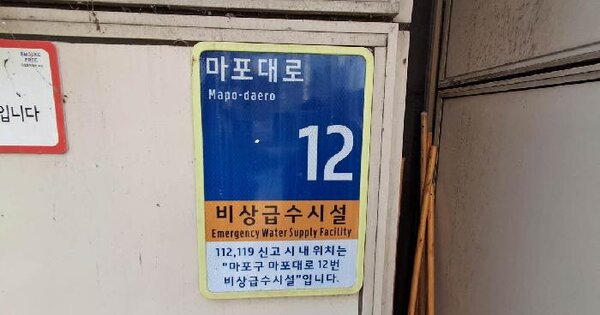 SMOKING
FREE
입니다
마포대로
Mapo-daero
12
비상급수시설
Emergency Water Supply Facility
112,119 신고 시 내 위치는
"마포구 마포대로 12번
비상급수시설"입니다.